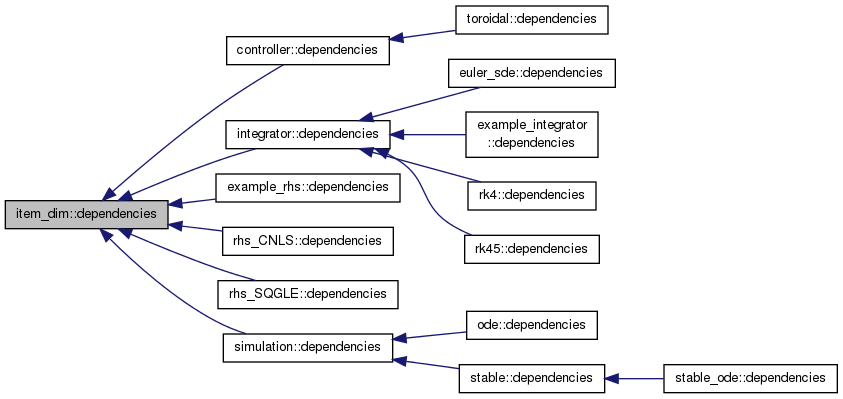 toroidal::dependencies
controller::dependencies
euler_sde::dependencies
example_integrator
::dependencies
integrator::dependencies
example_rhs::dependencies
rk4::dependencies
item_dim::dependencies
rhs_CNLS::dependencies
rk45::dependencies
rhs_SQGLE::dependencies
ode::dependencies
simulation::dependencies
stable::dependencies
stable_ode::dependencies